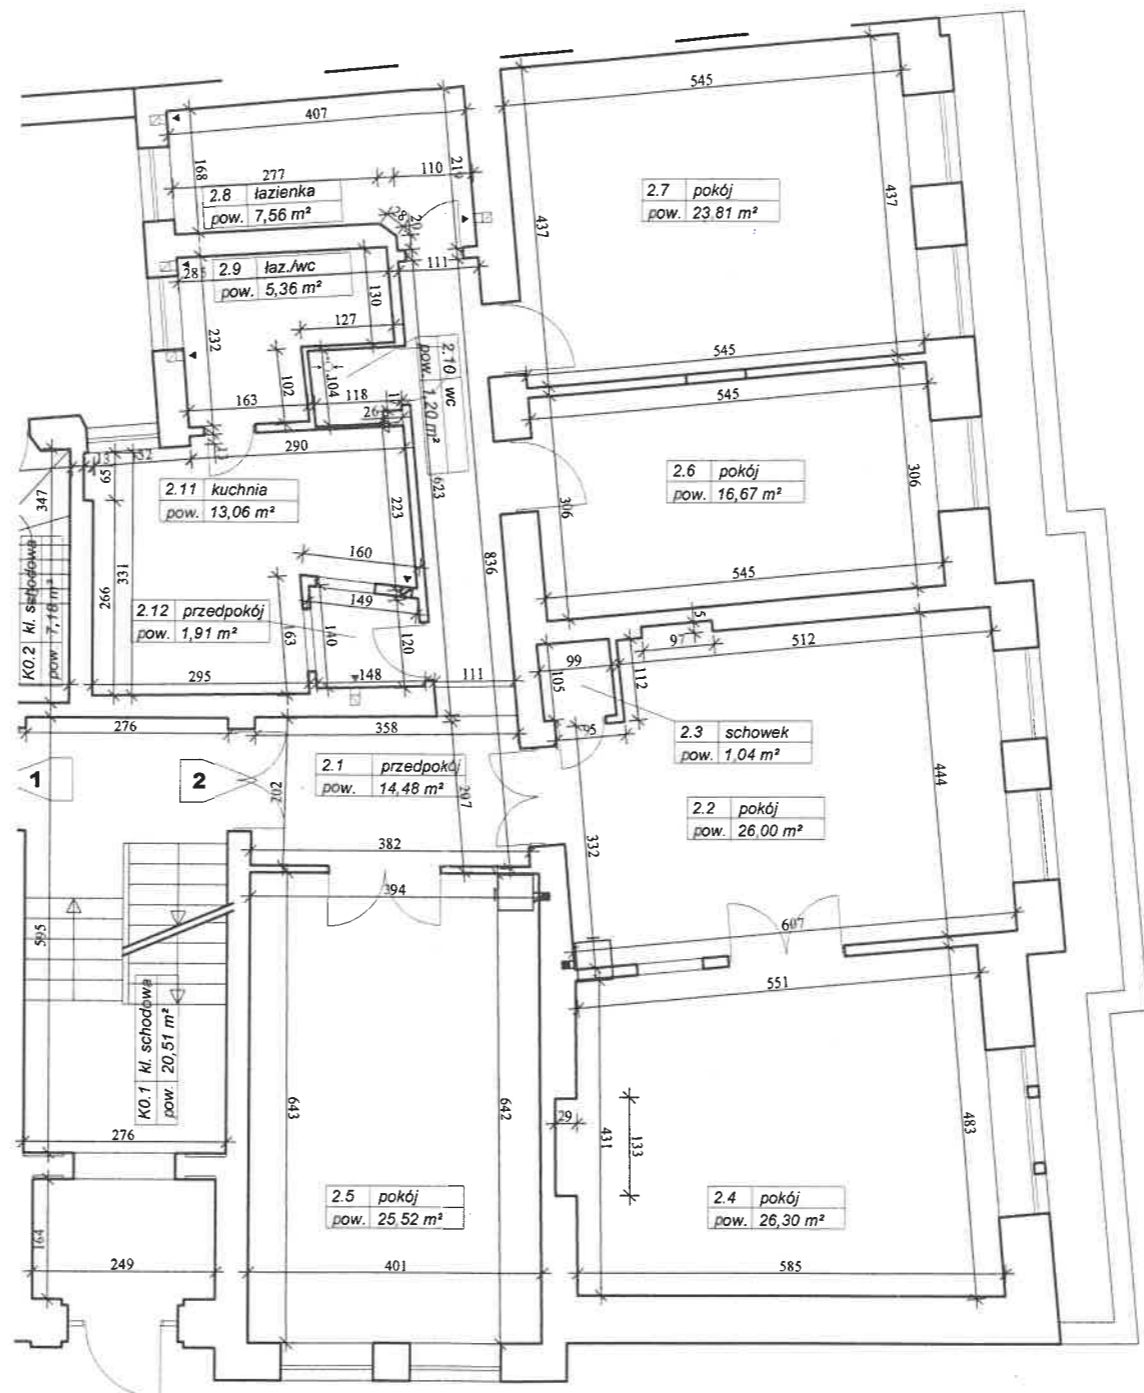 545
407
168
277
110
219
2.8 łazienka
pow. 7,56 m²
28
20
437
2.7 pokój
pow. 23,81 m²
437
285
2.9 łaz./wc
pow. 5,36 m²
111
130
232
127
102
104
118
163
2.10 wc
pow. 1,20 m²
17
26
545
545
13
52
65
290
347
2.11 kuchnia
pow. 13,06 m²
223
623
2.6 pokój
pow. 16,67 m²
306
306
836
331
266
160
149
545
K0.2 kl. schodowa
pow 7,18 m²
2.12 przedpokój
pow. 1,91 m²
163
140
120
5
97
512
99
105
112
295
148
111
276
358
95
2.3 schowek
pow. 1,04 m²
1
2
2.1 przedpokój
pow. 14,48 m²
202
207
2.2 pokój
pow. 26,00 m²
444
332
382
394
607
551
595
K0.1 kl. schodowa
pow. 20,51 m²
643
642
29
431
133
483
276
2.5 pokój
pow. 25,52 m²
2.4 pokój
pow. 26,30 m²
164
249
401
585